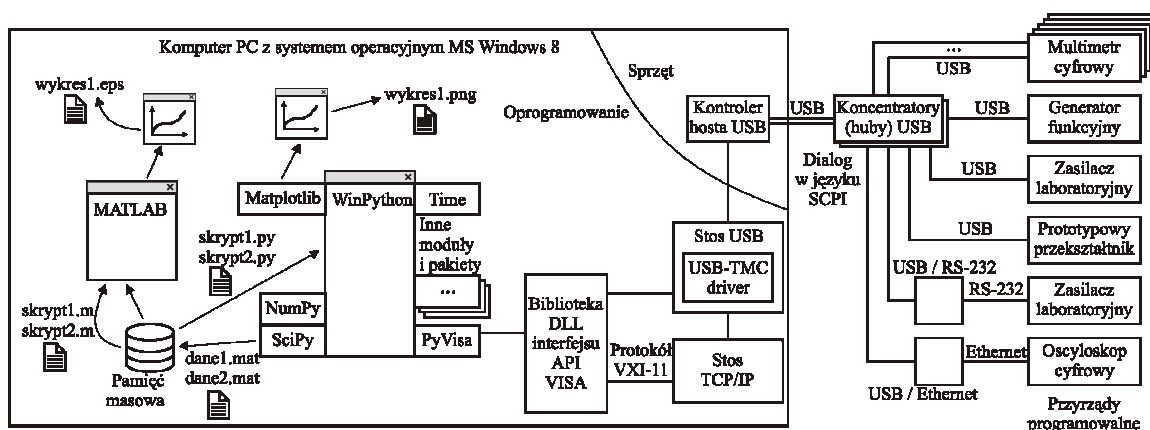 Komputer PC z systemem operacyjnym MS Windows 8
Sprzęt
Oprogramowanie
wykres1.eps
wykres1.png
MATLAB
Matplotlib
WinPython
Time
Inne
moduły
i pakiety
...
skrypt1.py
skrypt2.py
NumPy
SciPy
PyVisa
skrypt1.m
skrypt2.m
Pamięć
masowa
dane1.mat
dane2.mat
Biblioteka
DLL
interfejsu
API
VISA
Protokół
VXI-11
Kontroler
hosta USB
Stos USB
USB-TMC
driver
Stos
TCP/IP
USB
Koncentratory
(huby) USB
Dialog
w języku
SCPI
...
USB
Multimetr
cyfrowy
USB
Generator
funkcyjny
USB
Zasilacz
laboratoryjny
USB
Prototypowy
przekształtnik
USB / RS-232
RS-232
Zasilacz
laboratoryjny
USB / Ethernet
Ethernet
Oscyloskop
cyfrowy
Przyrządy
programowalne